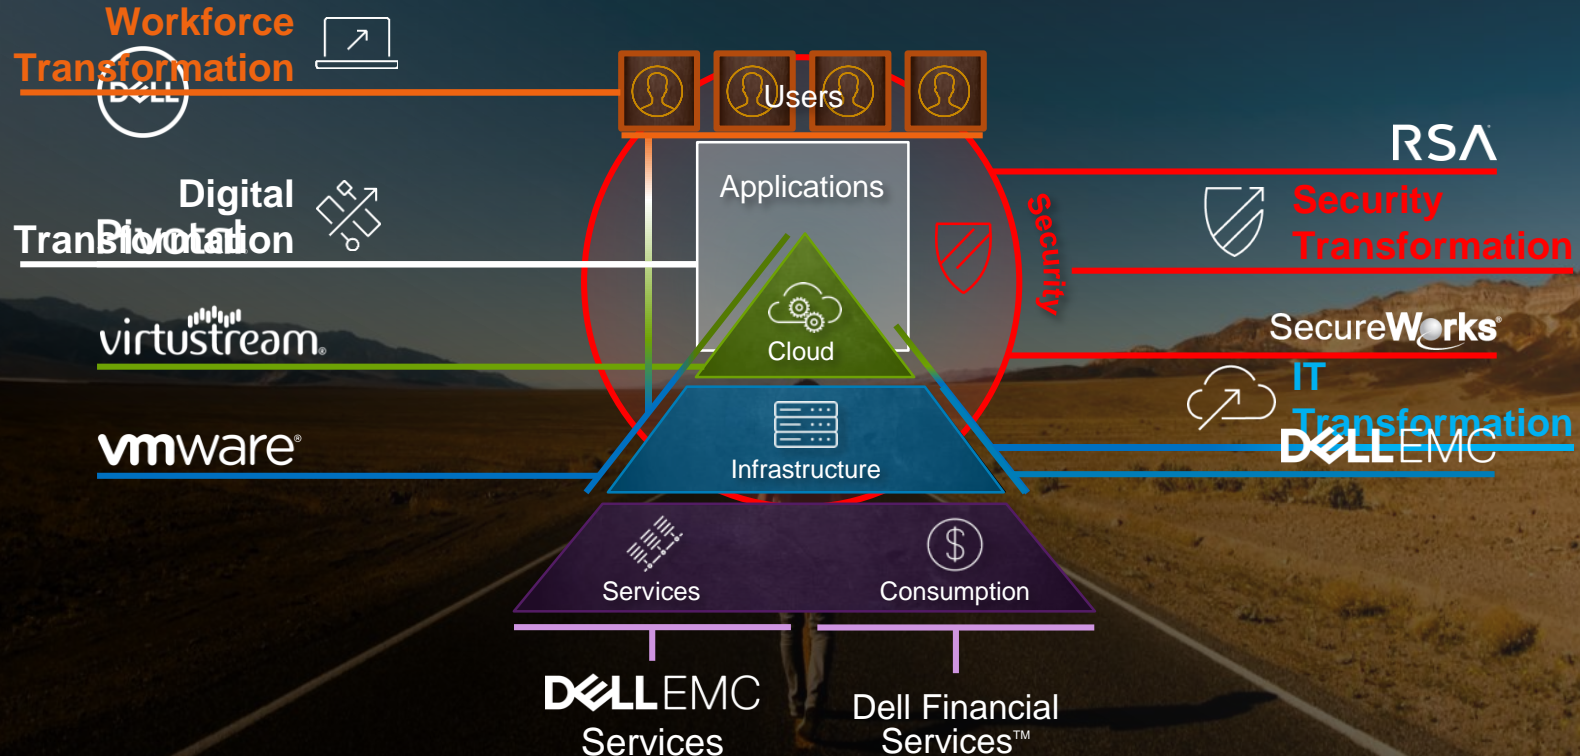 Workforce
Transformation
DELL
Users
Digital
Transformation
Pivotal
virtustream®
vmware®
Applications
Cloud
Infrastructure
Services
Consumption
Security
RSA
Security
Transformation
SecureWorks®
IT
Transformation
DELL EMC
DELL EMC
Services
Dell Financial
Services™